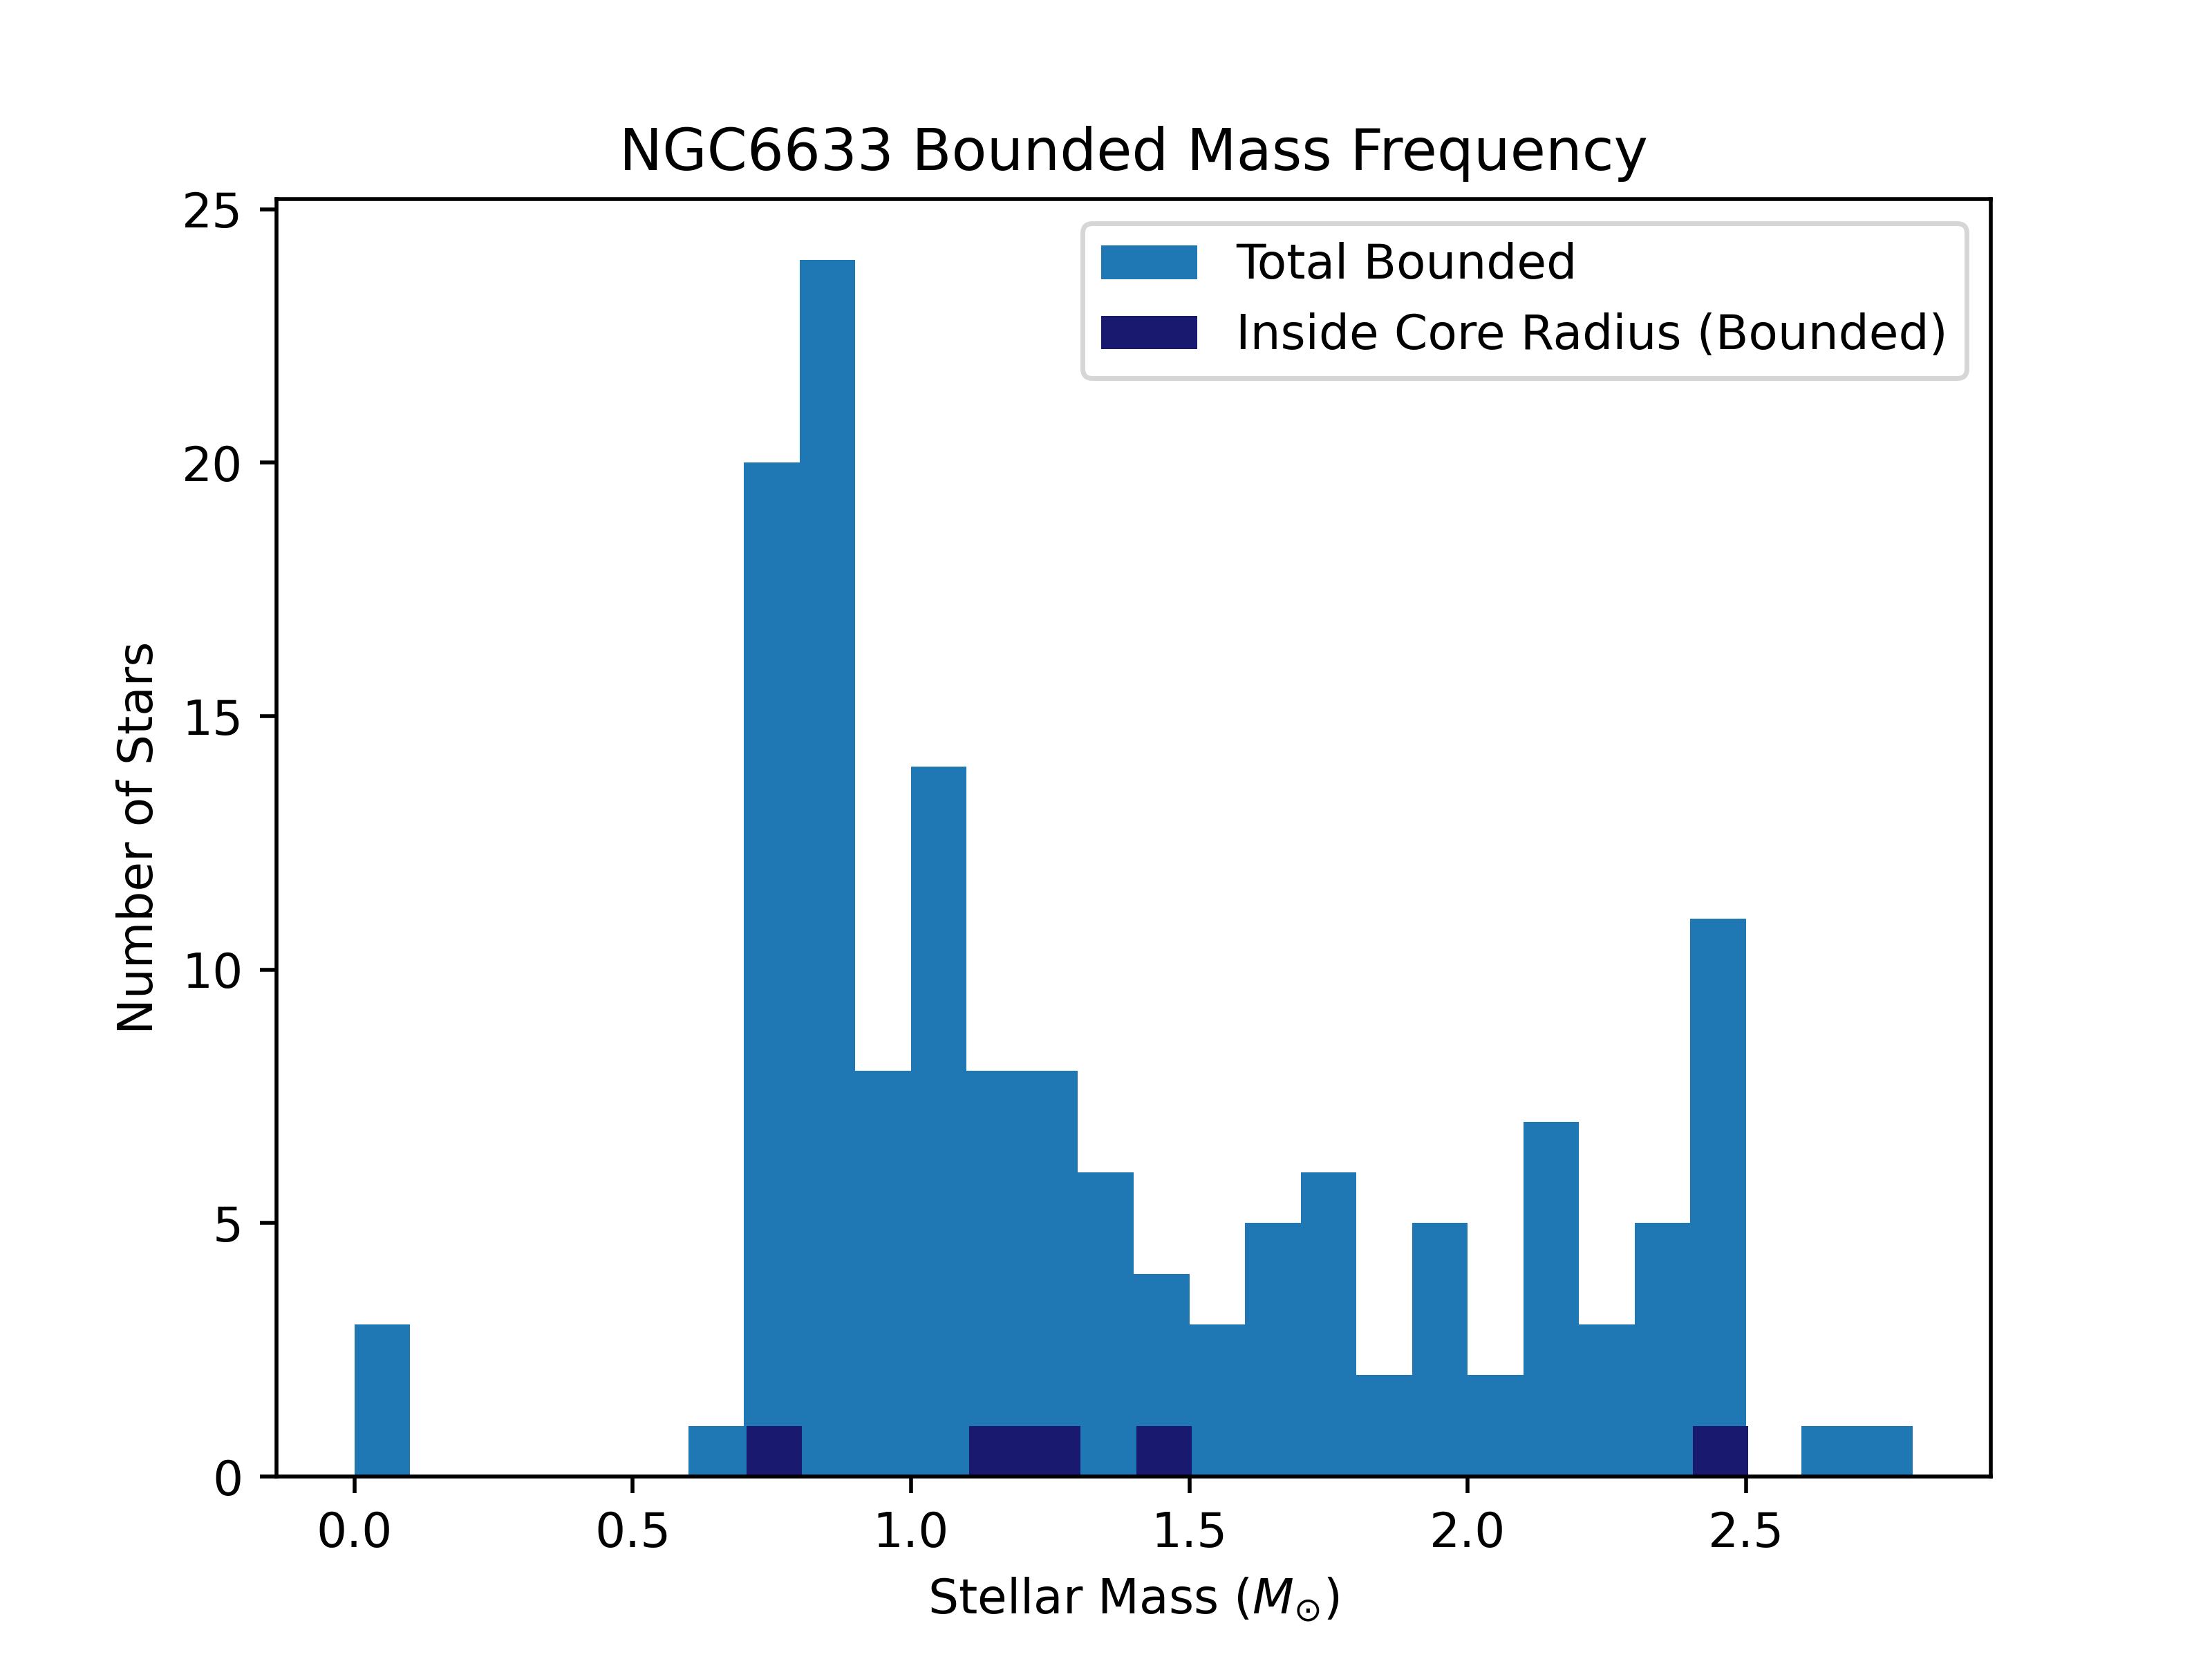 NGC6633 Bounded Mass Frequency
Total Bounded
Inside Core Radius (Bounded)
Number of Stars
25
20
15
10
5
0
0.0 0.5 1.0 1.5 2.0 2.5
Stellar Mass (M⊙)